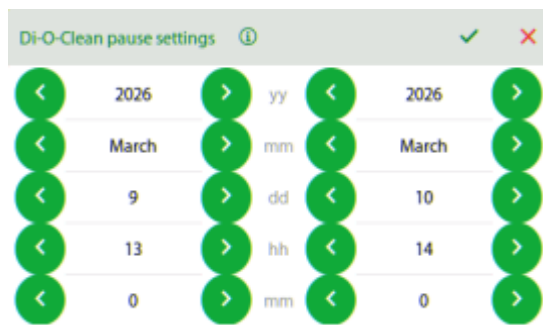 Di-O-Clean pause settings
2026 yy 2026
March mm March
9 dd 10
13 hh 14
0 mm 0